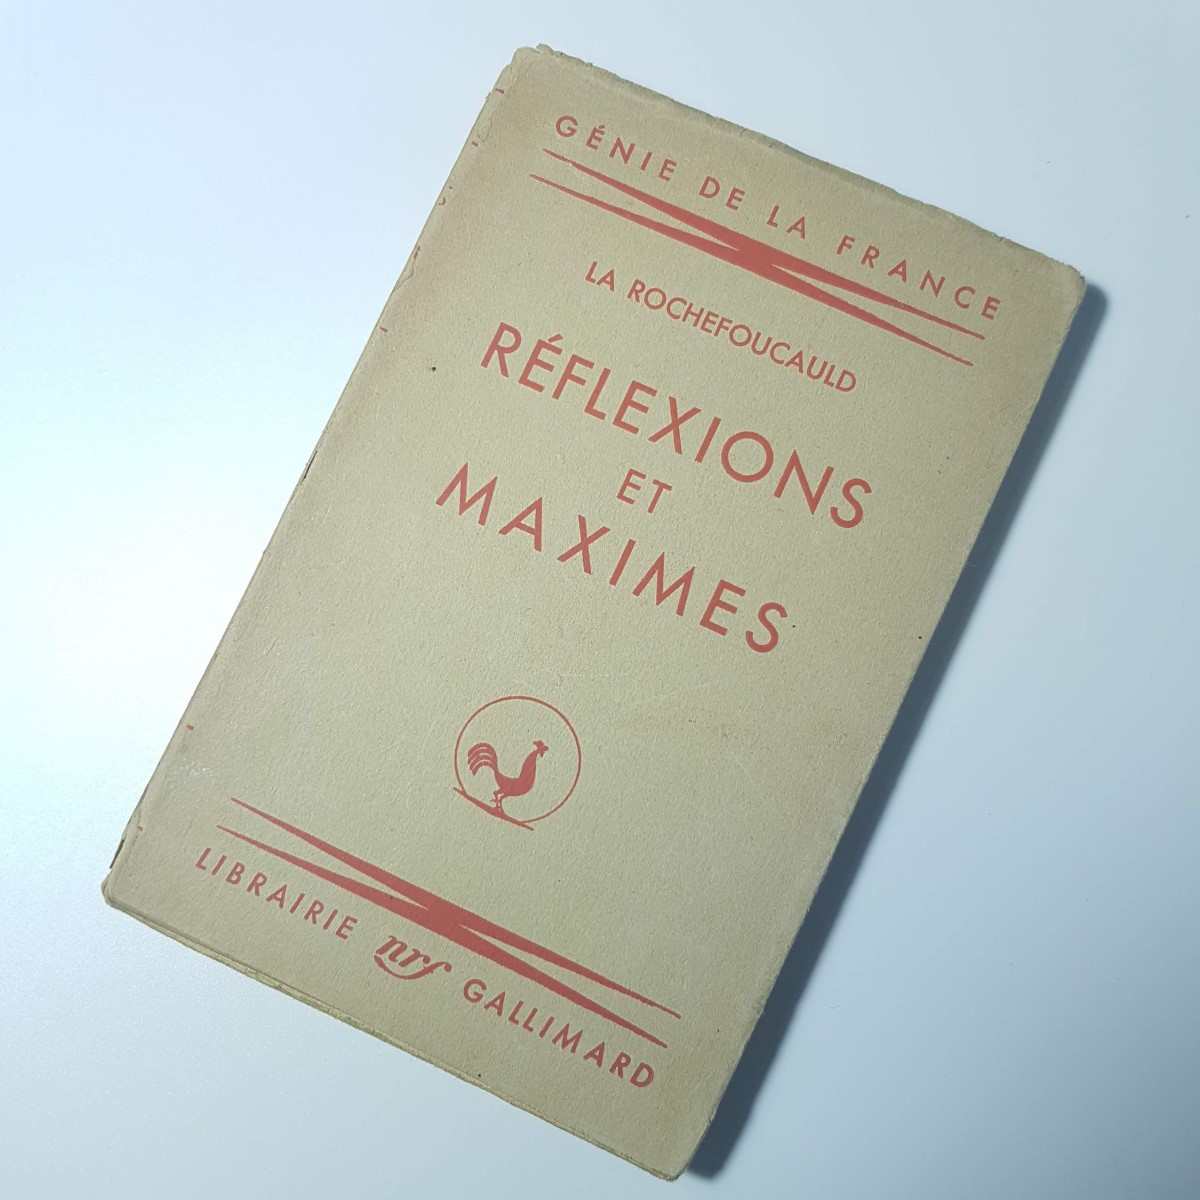 GÉNIE DE LA FRANCE
LA ROCHEFOUCAULD
RÉFLEXIONS
ET
MAXIMES
LIBRAIRIE nrf GALLIMARD